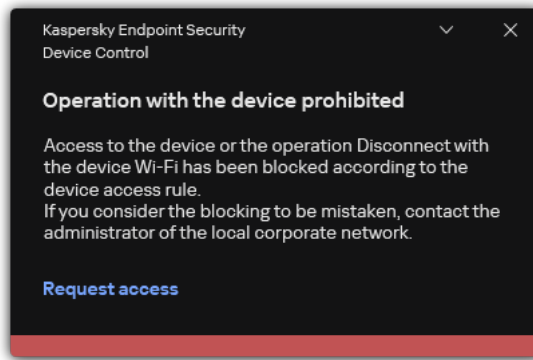 Kaspersky Endpoint Security
Device Control
Operation with the device prohibited
Access to the device or the operation Disconnect with
the device Wi-Fi has been blocked according to the
device access rule.
If you consider the blocking to be mistaken, contact the
administrator of the local corporate network.
Request access